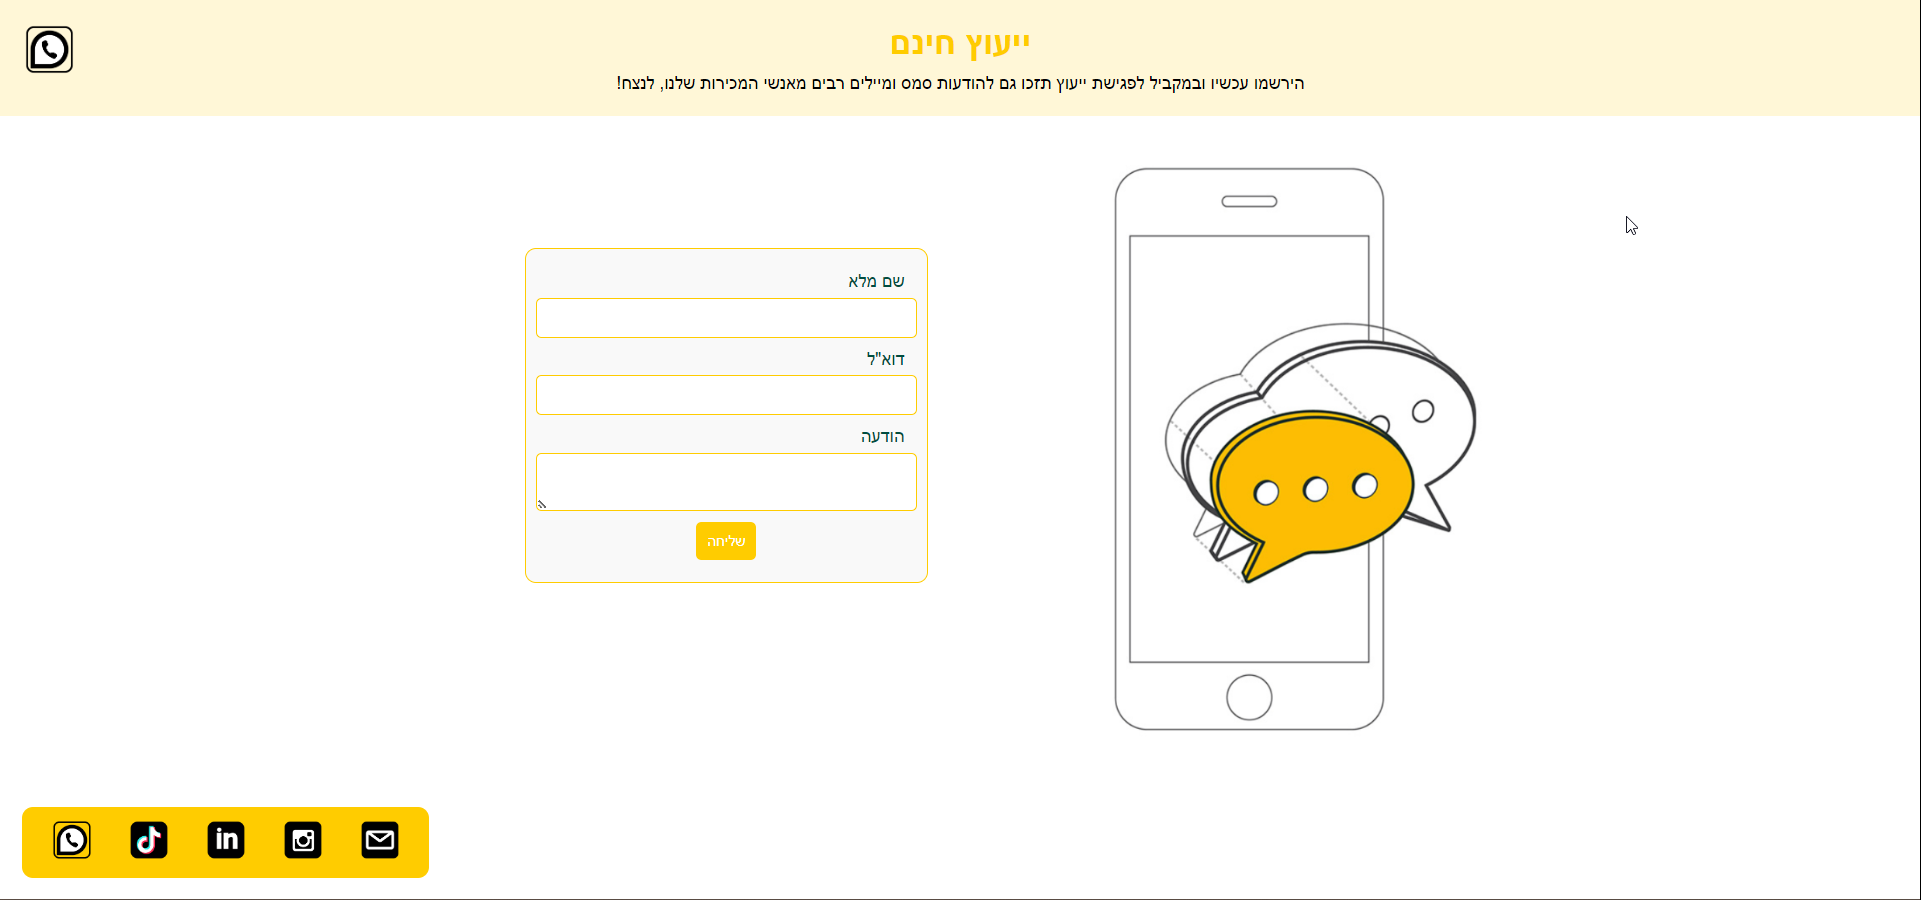 ייעוץ חינם
הירשמו עכשיו ובמקביל לפגישת ייעוץ תזכו גם להודעות סמס ומיילים רבים מאנשי המכירות שלנו, לנצח!
שם מלא
דוא"ל
הודעה
שליחה
in